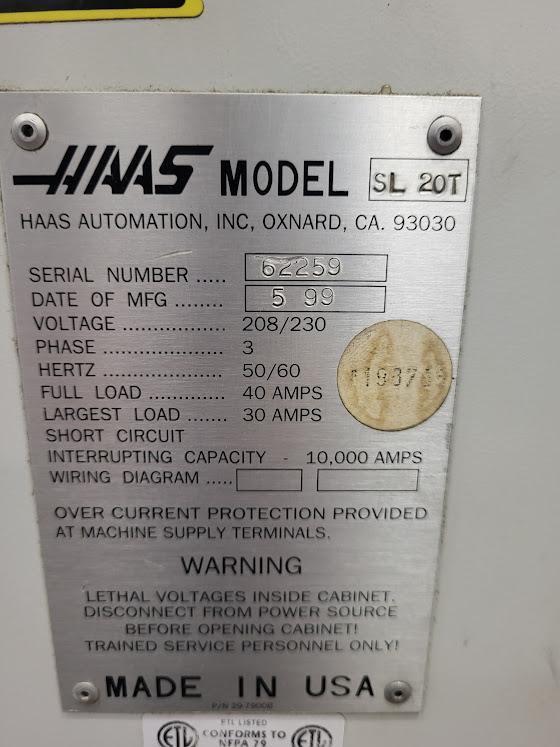 HAAS MODEL SL 20T
HAAS AUTOMATION, INC, OXNARD, CA. 93030
SERIAL NUMBER ..... 62259
DATE OF MFG ........ 5 99
VOLTAGE ................ 208/230
PHASE ..................... 3
HERTZ ..................... 50/60
FULL LOAD ............. 40 AMPS
LARGEST LOAD ..... 30 AMPS
SHORT CIRCUIT
INTERRUPTING CAPACITY - 10,000 AMPS
WIRING DIAGRAM .....
OVER CURRENT PROTECTION PROVIDED
AT MACHINE SUPPLY TERMINALS.
WARNING
LETHAL VOLTAGES INSIDE CABINET.
DISCONNECT FROM POWER SOURCE
BEFORE OPENING CABINET!
TRAINED SERVICE PERSONNEL ONLY!
MADE IN USA
ETL LISTED
CONFORMS TO
NFPA 79
ETL
ETL